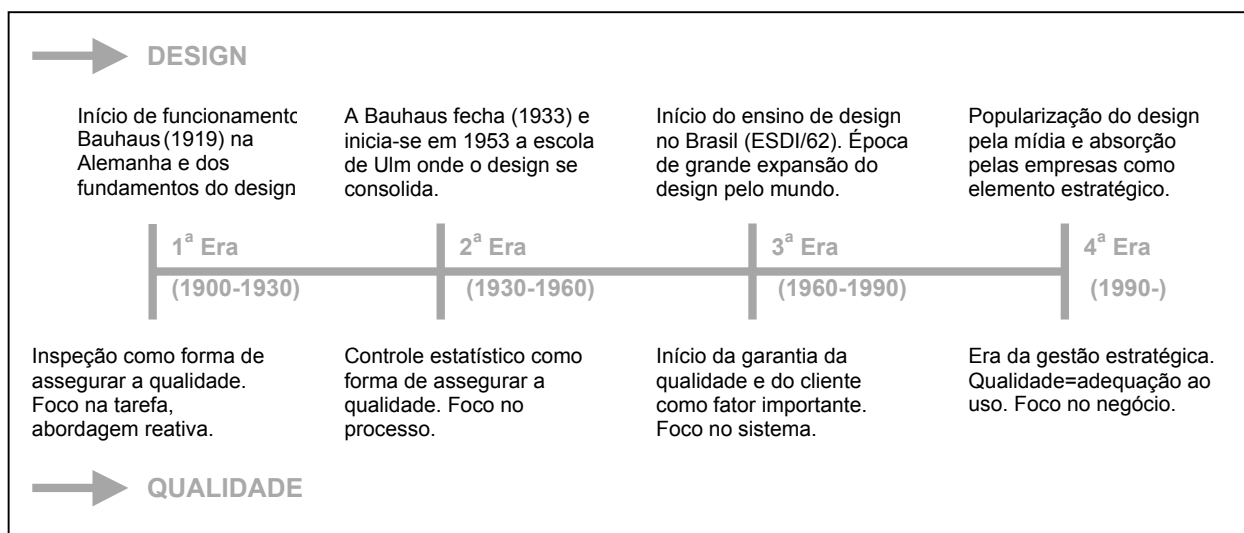 DESIGN
Início de funcionamento
Bauhaus (1919) na
Alemanha e dos
fundamentos do design
A Bauhaus fecha (1933) e
inicia-se em 1953 a escola
de Ulm onde o design se
consolida.
Início do ensino de design
no Brasil (ESDI/62). Época
de grande expansão do
design pelo mundo.
Popularização do design
pela mídia e absorção
pelas empresas como
elemento estratégico.
1ª Era
(1900-1930)
2ª Era
(1930-1960)
3ª Era
(1960-1990)
4ª Era
(1990-)
Inspeção como forma de
assegurar a qualidade.
Foco na tarefa,
abordagem reativa.
Controle estatístico como
forma de assegurar a
qualidade. Foco no
processo.
Início da garantia da
qualidade e do cliente
como fator importante.
Foco no sistema.
Era da gestão estratégica.
Qualidade=adequação ao
uso. Foco no negócio.
QUALIDADE